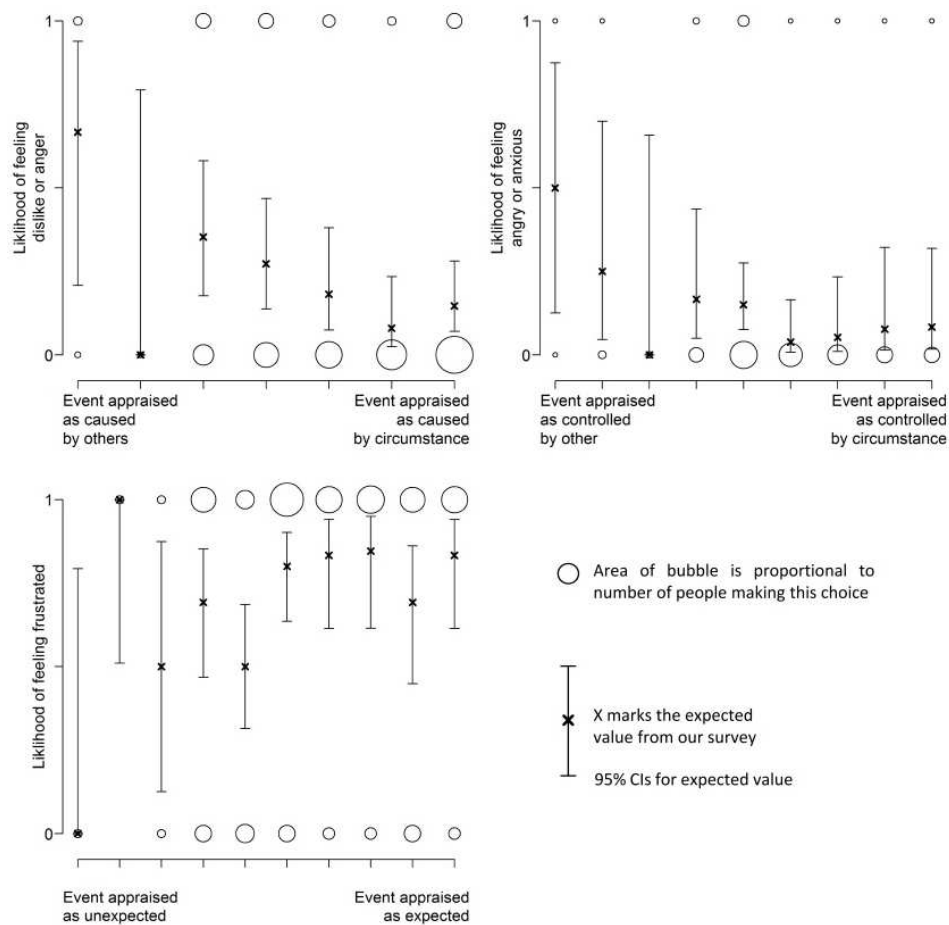 1
Liklihood of feeling
dislike or anger
0
Event appraised
as caused
by others
Event appraised
as caused
by circumstance
1
Liklihood of feeling
angry or anxious
0
Event appraised
as controlled
by other
Event appraised
as controlled
by circumstance
1
Liklihood of feeling frustrated
0
Event appraised
as unexpected
Event appraised
as expected
Area of bubble is proportional to
number of people making this choice
X marks the expected
value from our survey
95% CIs for expected value